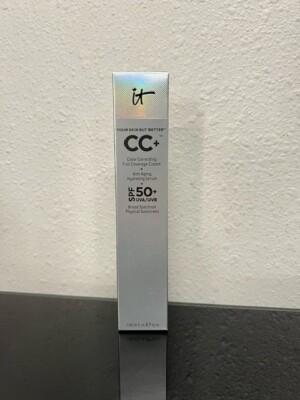 it
YOUR SKIN BUT BETTER™
CC+
Color Correcting
Full Coverage Cream
+
Anti-Aging
Hydrating Serum
+
SPF 50+
UVA/UVB
Broad Spectrum
Physical Sunscreen